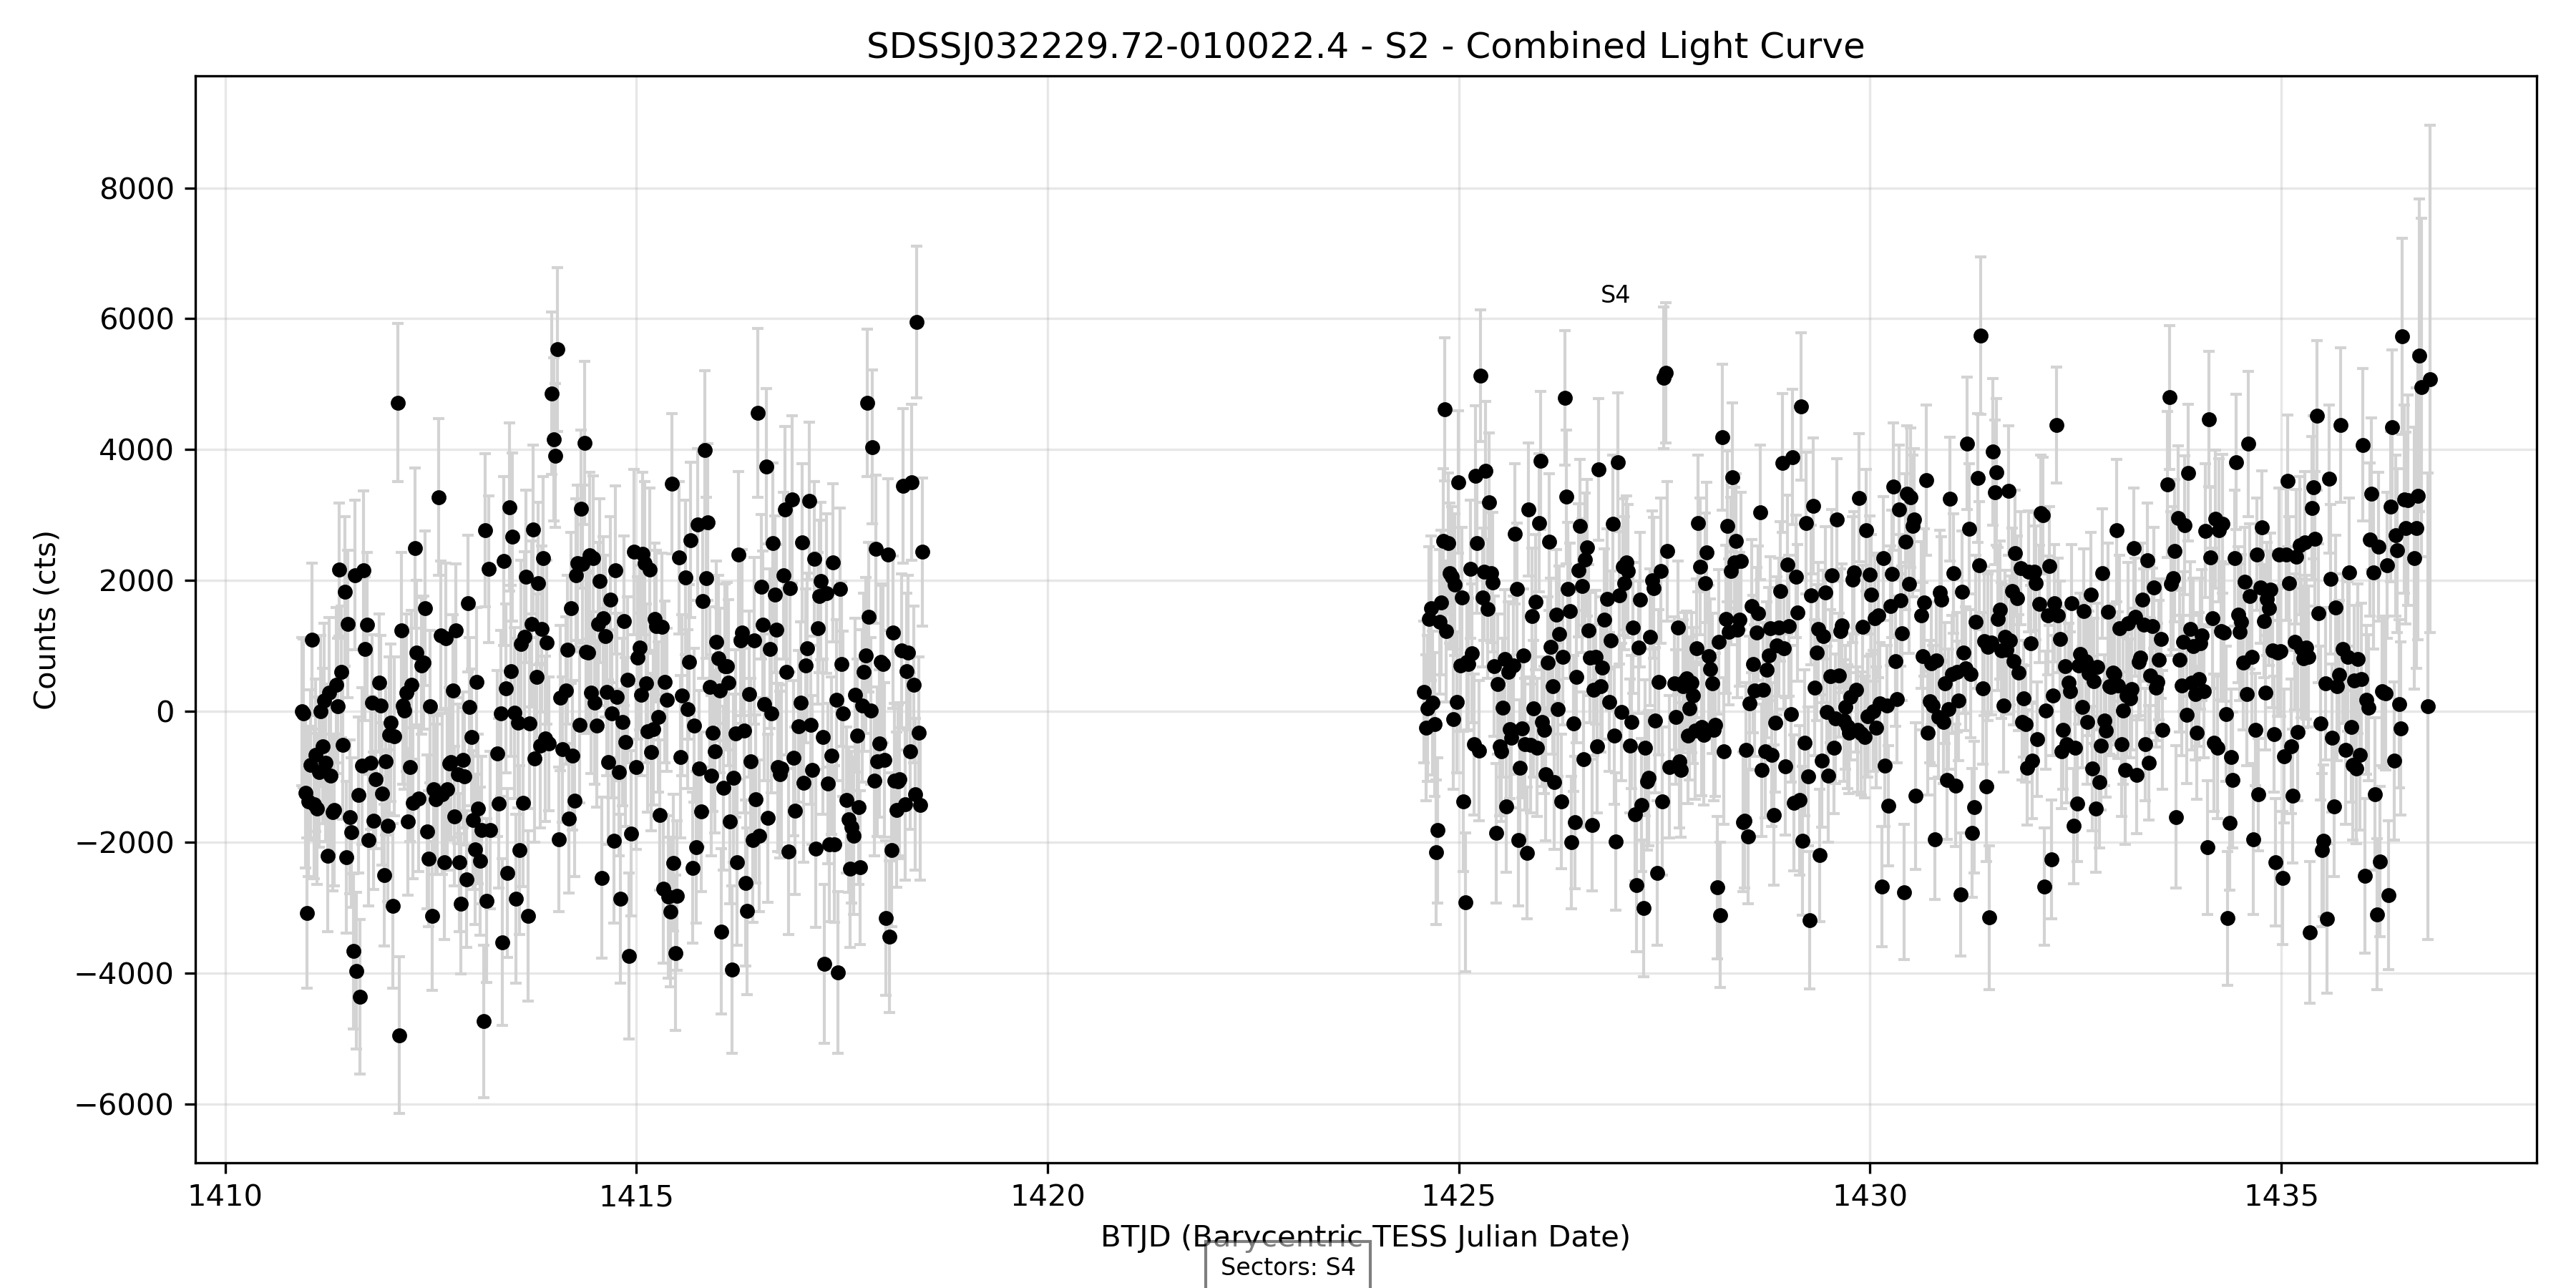 SDSSJ032229.72-010022.4 - S2 - Combined Light Curve
Counts (cts)
8000
6000
4000
2000
0
−2000
−4000
−6000
S4
1410 1415 1420 1425 1430 1435
BTJD (Barycentric TESS Julian Date)
Sectors: S4